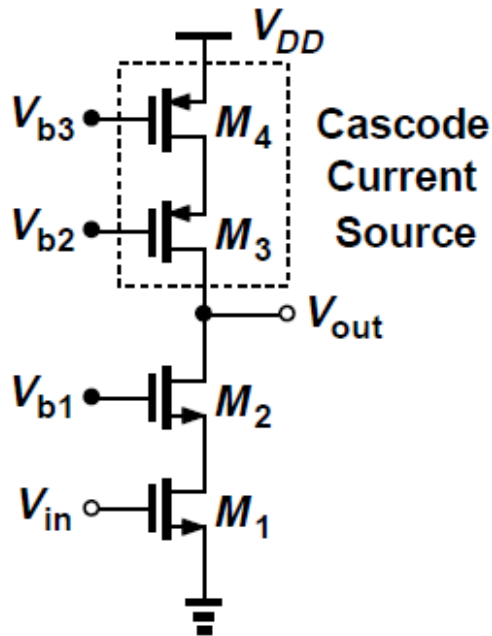 V_DD
V_b3
M_4
Cascode
Current
Source
V_b2
M_3
V_out
V_b1
M_2
V_in
M_1